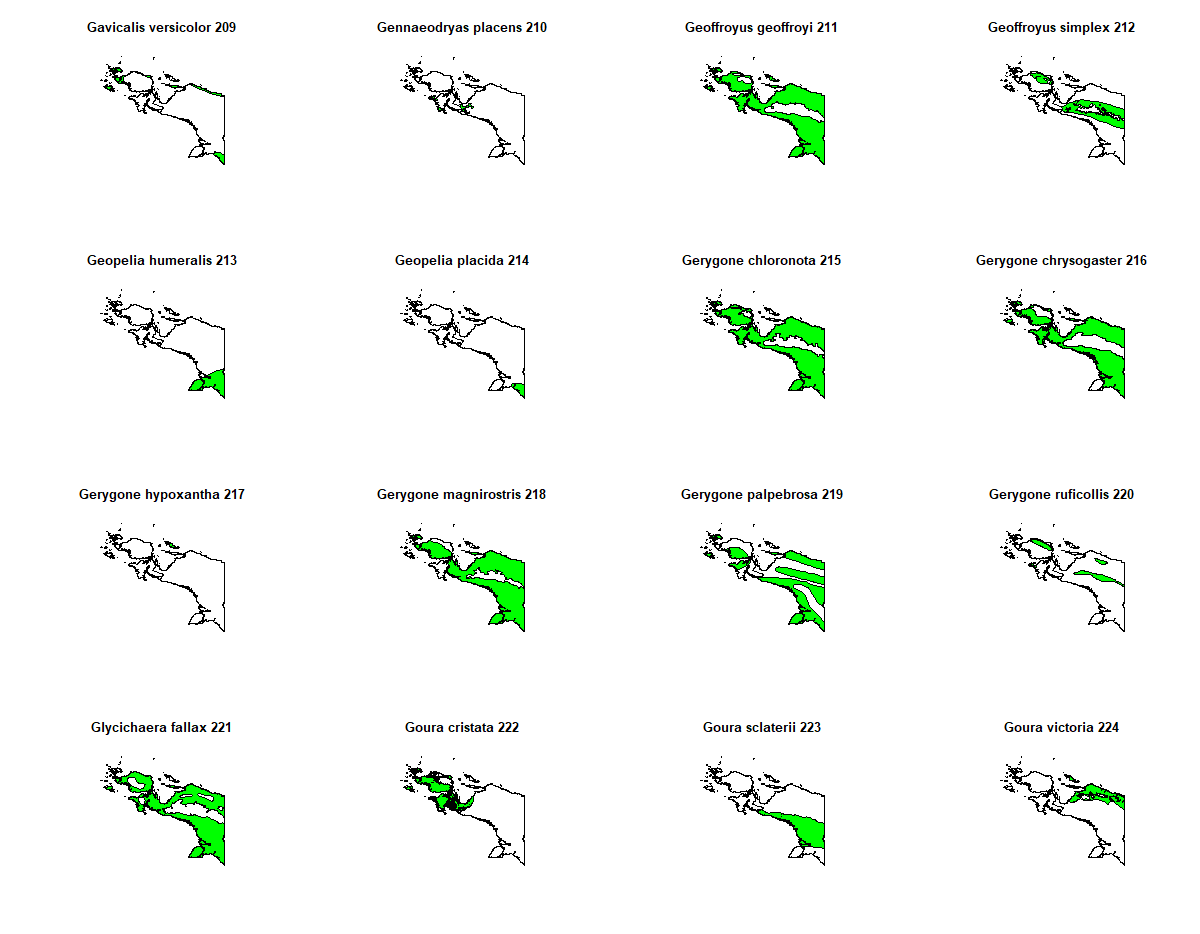 Gavicalis versicolor 209
Gennaeodryas placens 210
Geoffroyus geoffroyi 211
Geoffroyus simplex 212
Geopelia humeralis 213
Geopelia placida 214
Gerygone chloronota 215
Gerygone chrysogaster 216
Gerygone hypoxantha 217
Gerygone magnirostris 218
Gerygone palpebrosa 219
Gerygone ruficollis 220
Glycichaera fallax 221
Goura cristata 222
Goura sclaterii 223
Goura victoria 224